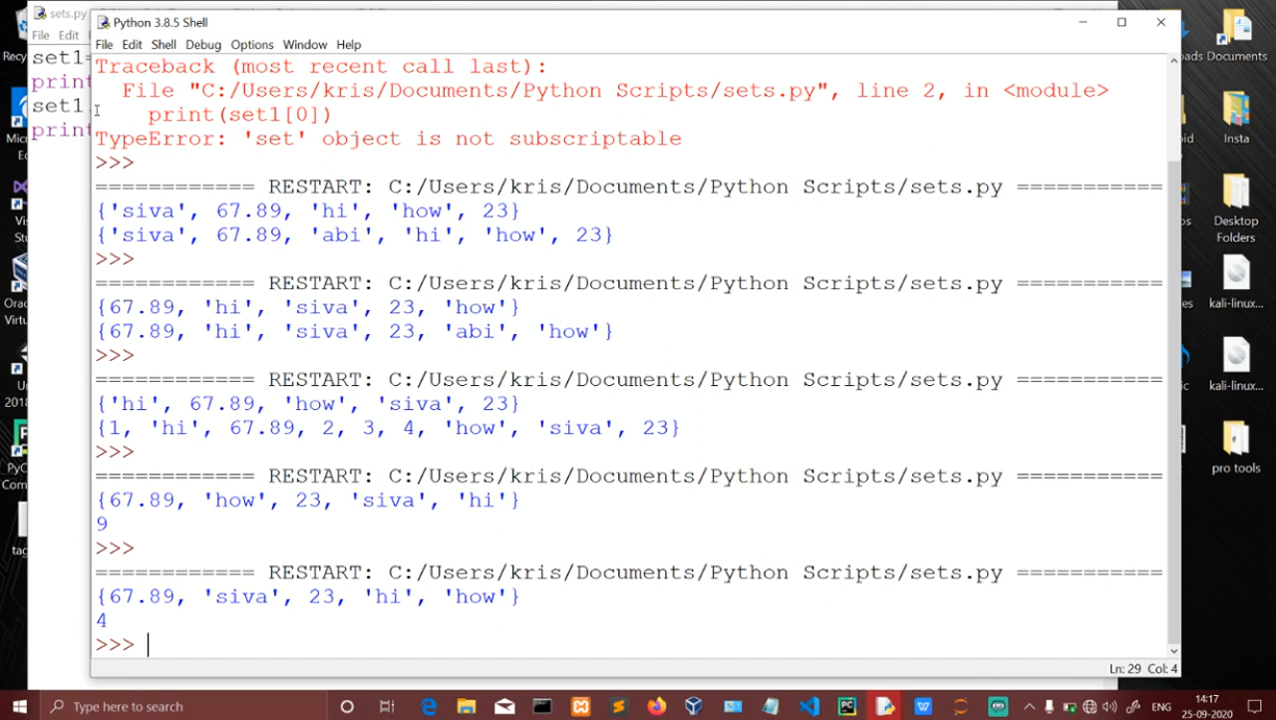 sets.py
File Edit
set1=
print
set1.
print
Python 3.8.5 Shell
File Edit Shell Debug Options Window Help
Traceback (most recent call last):
File "C:/Users/kris/Documents/Python Scripts/sets.py", line 2, in <module>
print(set1[0])
TypeError: 'set' object is not subscriptable
>>>
============ RESTART: C:/Users/kris/Documents/Python Scripts/sets.py ===========
{'siva', 67.89, 'hi', 'how', 23}
{'siva', 67.89, 'abi', 'hi', 'how', 23}
>>>
============ RESTART: C:/Users/kris/Documents/Python Scripts/sets.py ===========
{67.89, 'hi', 'siva', 23, 'how'}
{67.89, 'hi', 'siva', 23, 'abi', 'how'}
>>>
============ RESTART: C:/Users/kris/Documents/Python Scripts/sets.py ===========
{'hi', 67.89, 'how', 'siva', 23}
{1, 'hi', 67.89, 2, 3, 4, 'how', 'siva', 23}
>>>
============ RESTART: C:/Users/kris/Documents/Python Scripts/sets.py ===========
{67.89, 'how', 23, 'siva', 'hi'}
9
>>>
============ RESTART: C:/Users/kris/Documents/Python Scripts/sets.py ===========
{67.89, 'siva', 23, 'hi', 'how'}
4
>>>
Ln: 29 Col: 4
Documents
Insta
Desktop
Folders
kali-linux...
kali-linux...
pro tools
Type here to search
ENG
14:17
25-09-2020